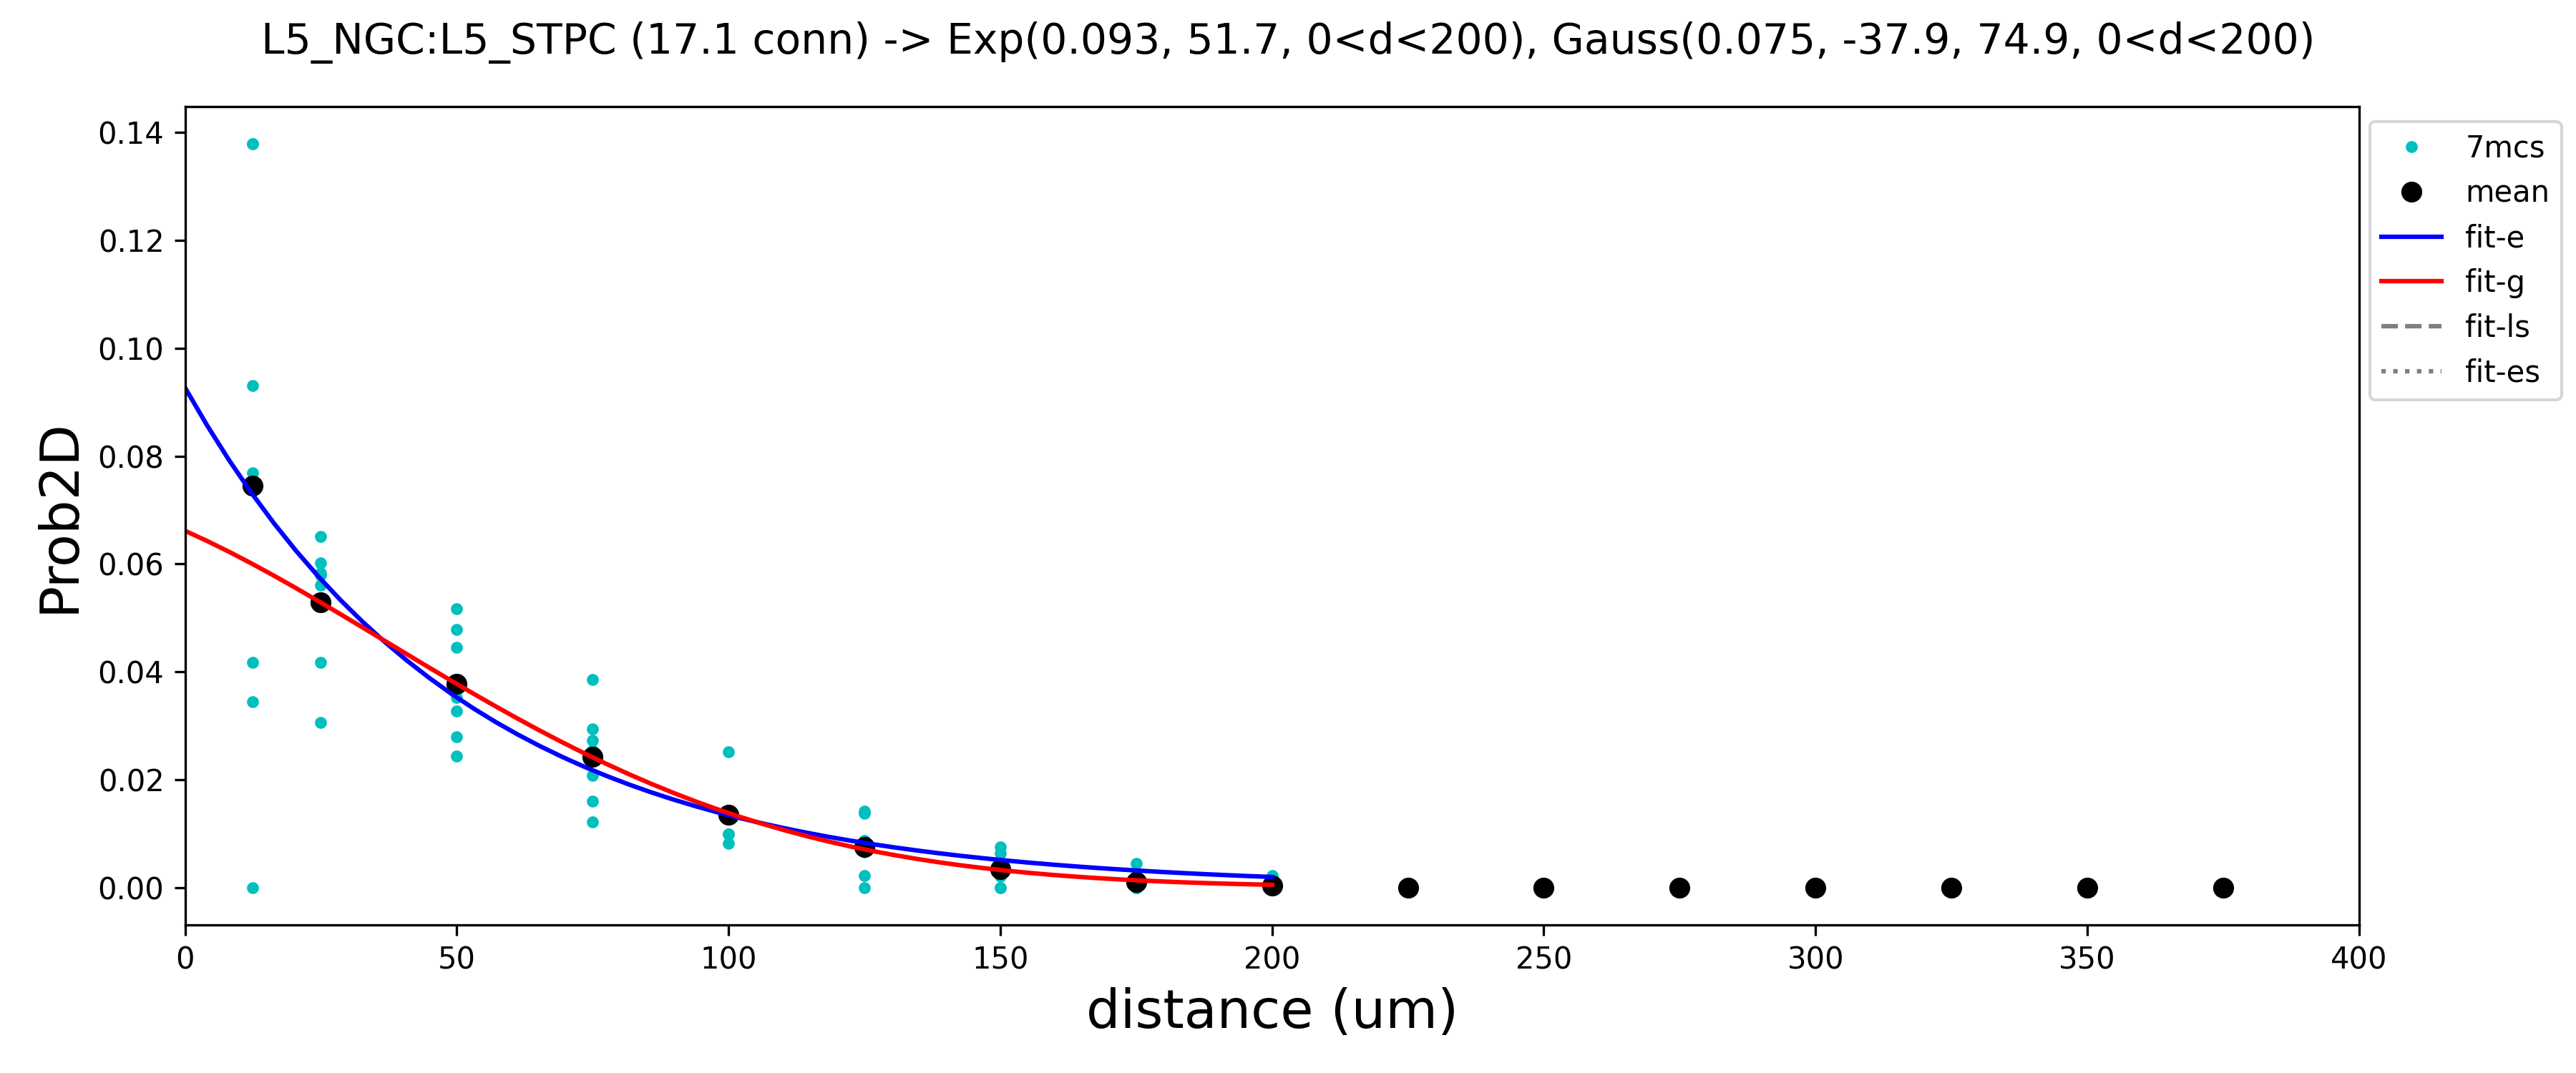 L5_NGC:L5_STPC (17.1 conn) -> Exp(0.093, 51.7, 0<d<200), Gauss(0.075, -37.9, 74.9, 0<d<200)
0.14
0.12
0.10
0.08
0.06
0.04
0.02
0.00
Prob2D
0 50 100 150 200 250 300 350 400
distance (um)
7mcs
mean
fit-e
fit-g
fit-ls
fit-es